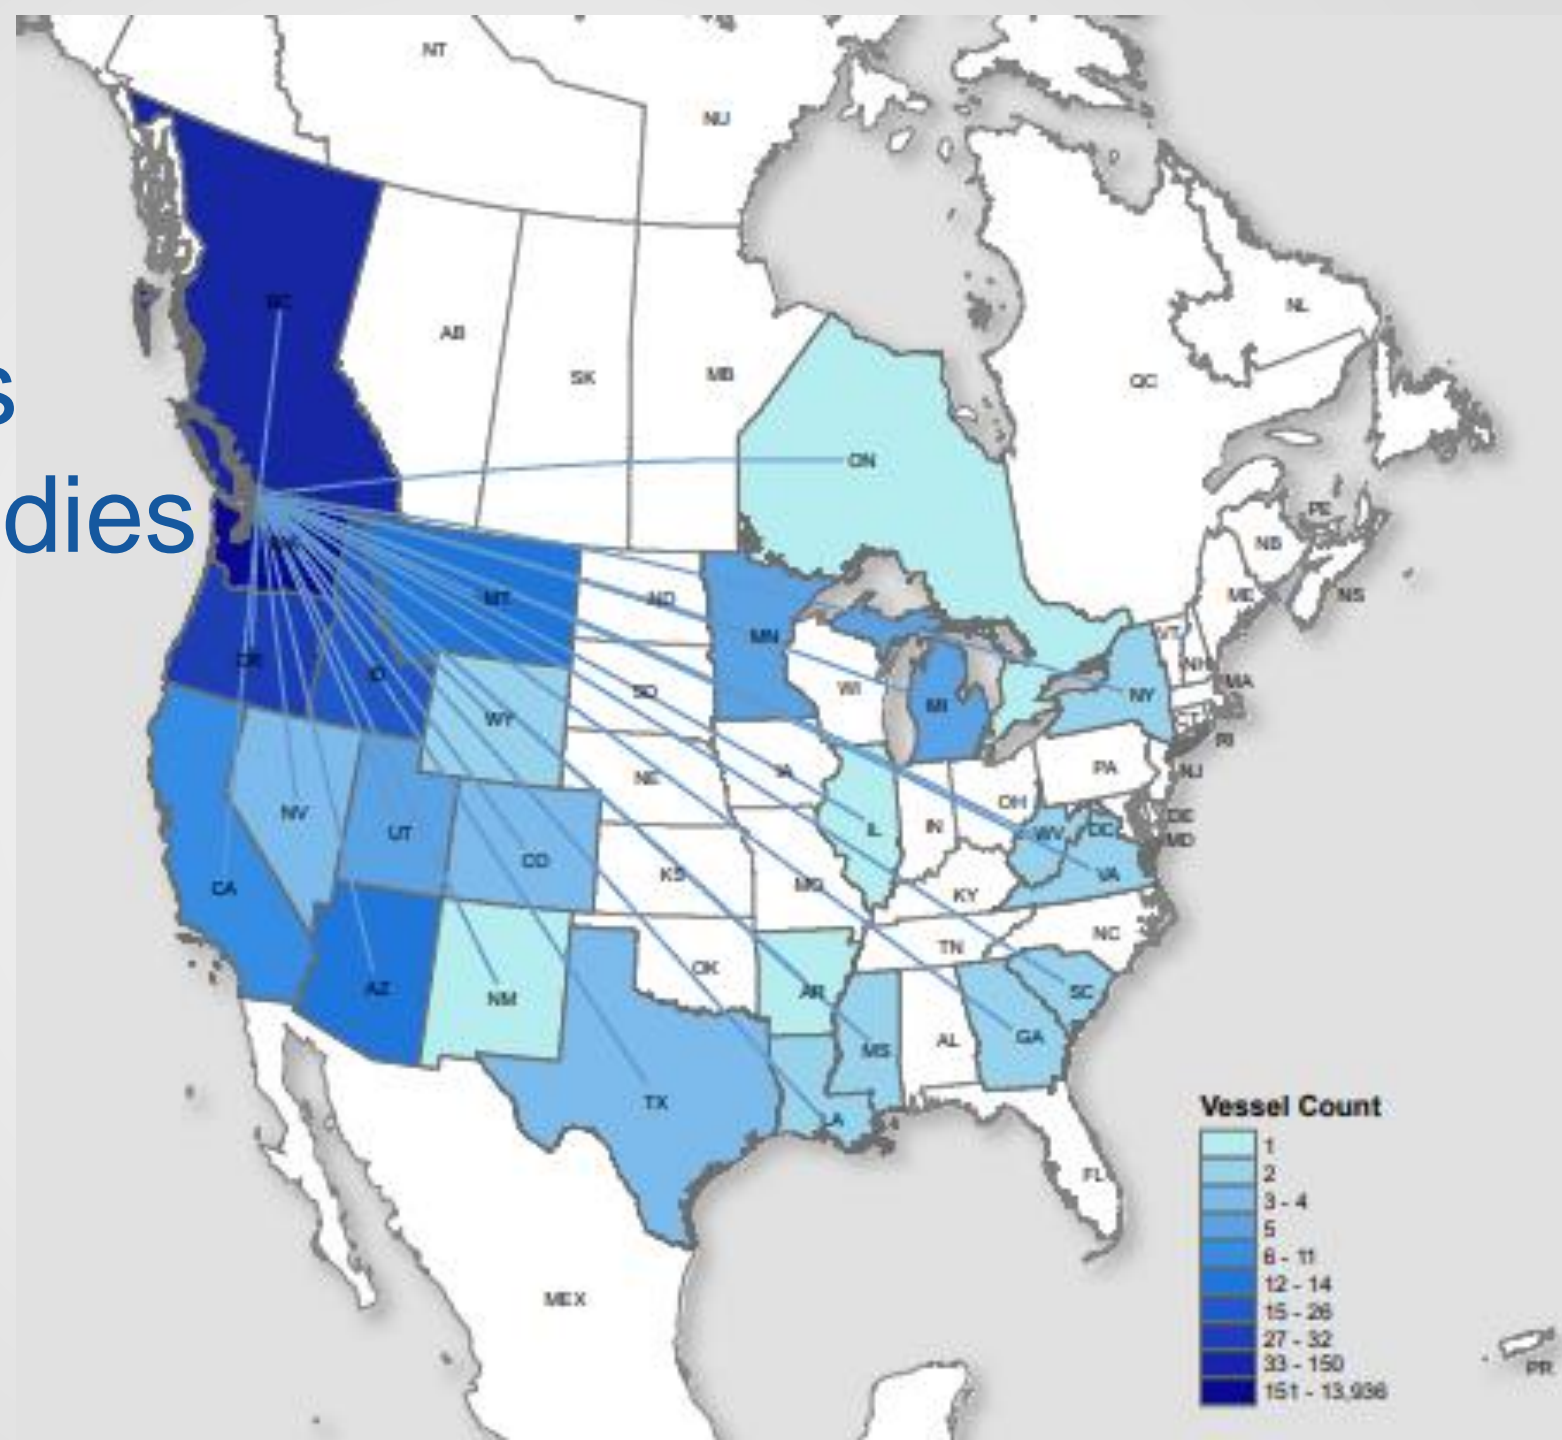 NT
NU
BC
AB
SK
MB
ON
QC
NL
PE
NB
NS
ME
s
dies
MT
ND
MN
VT
NH
MA
OR
ID
SD
WI
MI
NY
RI
WY
NE
IA
PA
NJ
NV
UT
CO
IL
IN
OH
WV
DC
DE
MD
CA
KS
MO
KY
VA
TN
NC
AZ
NM
OK
AR
SC
MS
AL
GA
TX
LA
FL
MEX
PR
Vessel Count
1
2
3 - 4
5
6 - 11
12 - 14
15 - 26
27 - 32
33 - 150
151 - 13,936